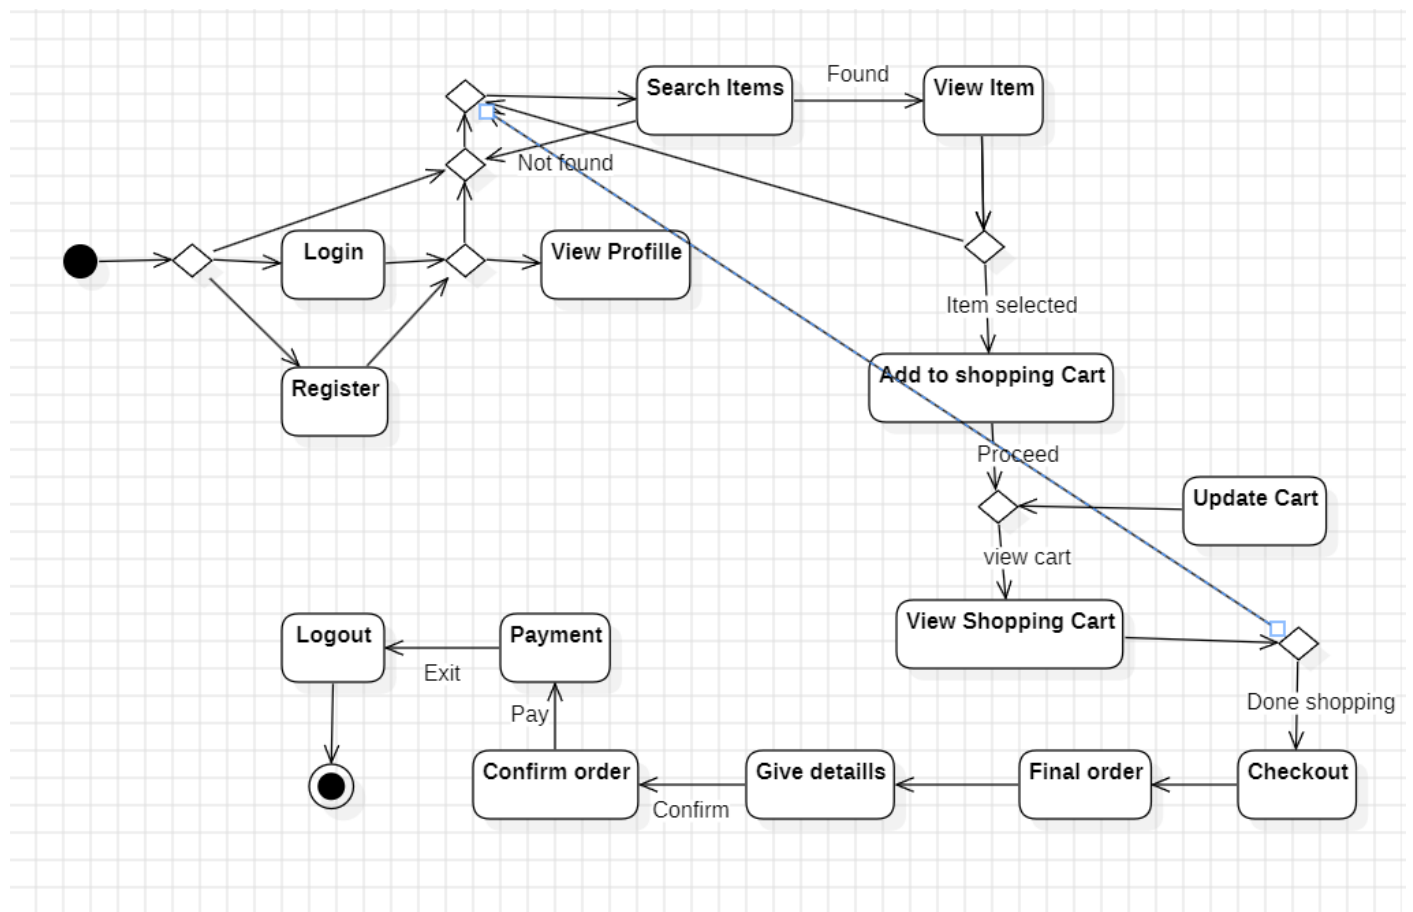 Search Items
Found
View Item
Not found
Login
View Profille
Item selected
Register
Add to shopping Cart
Proceed
Update Cart
view cart
View Shopping Cart
Logout
Payment
Exit
Pay
Done shopping
Confirm order
Give detaills
Final order
Checkout
Confirm